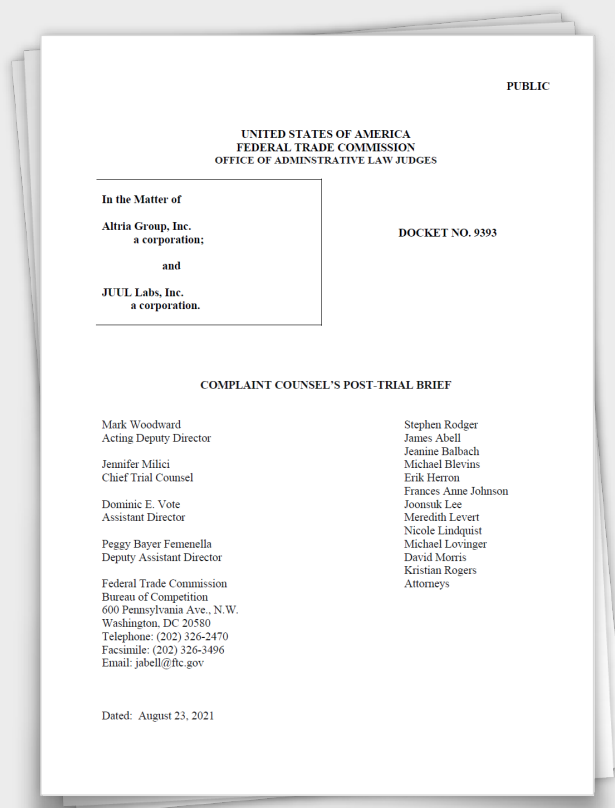 PUBLIC
UNITED STATES OF AMERICA
FEDERAL TRADE COMMISSION
OFFICE OF ADMINSTRATIVE LAW JUDGES
In the Matter of
Altria Group, Inc.
a corporation;
and
JUUL Labs, Inc.
a corporation.
DOCKET NO. 9393
COMPLAINT COUNSEL'S POST-TRIAL BRIEF
Mark Woodward
Acting Deputy Director
Jennifer Milici
Chief Trial Counsel
Dominic E. Vote
Assistant Director
Peggy Bayer Femenella
Deputy Assistant Director
Federal Trade Commission
Bureau of Competition
600 Pennsylvania Ave., N.W.
Washington, DC 20580
Telephone: (202) 326-2470
Facsimile: (202) 326-3496
Email: jabell@ftc.gov
Stephen Rodger
James Abell
Jeanine Balbach
Michael Blevins
Erik Herron
Frances Anne Johnson
Joonsuk Lee
Meredith Levert
Nicole Lindquist
Michael Lovinger
David Morris
Kristian Rogers
Attorneys
Dated: August 23, 2021